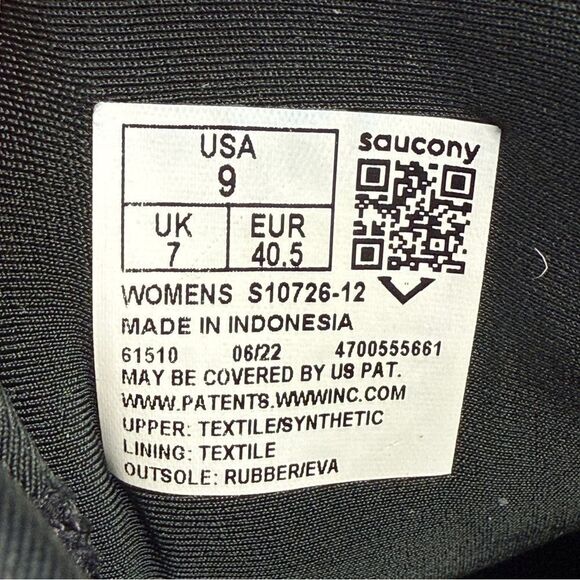 USA
9
saucony
UK EUR
7 40.5
WOMENS S10726-12
MADE IN INDONESIA
61510 06/22 4700555661
MAY BE COVERED BY US PAT.
WWW.PATENTS.WWWINC.COM
UPPER: TEXTILE/SYNTHETIC
LINING: TEXTILE
OUTSOLE: RUBBER/EVA